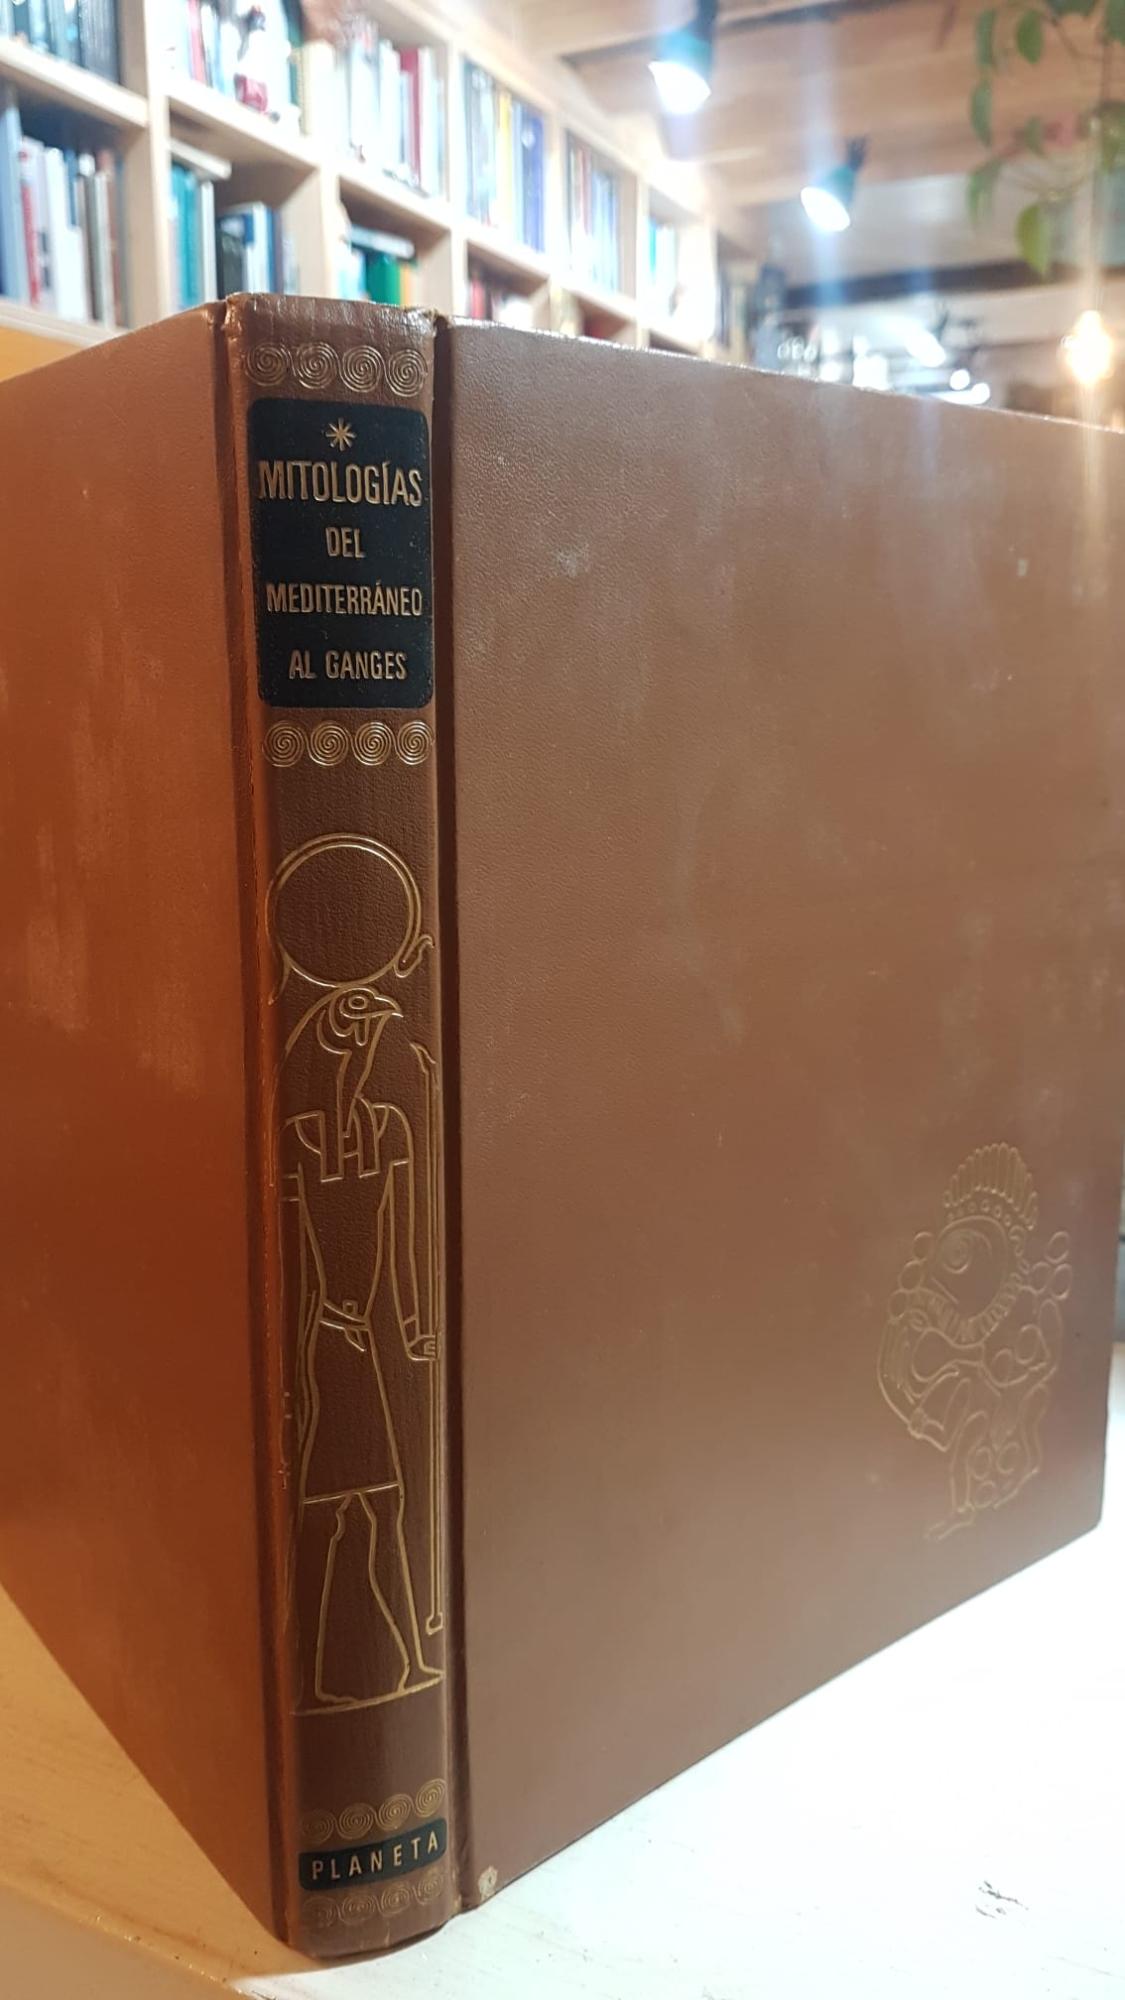 MITOLOGÍAS
DEL
MEDITERRÁNEO
AL GANGES
PLANETA